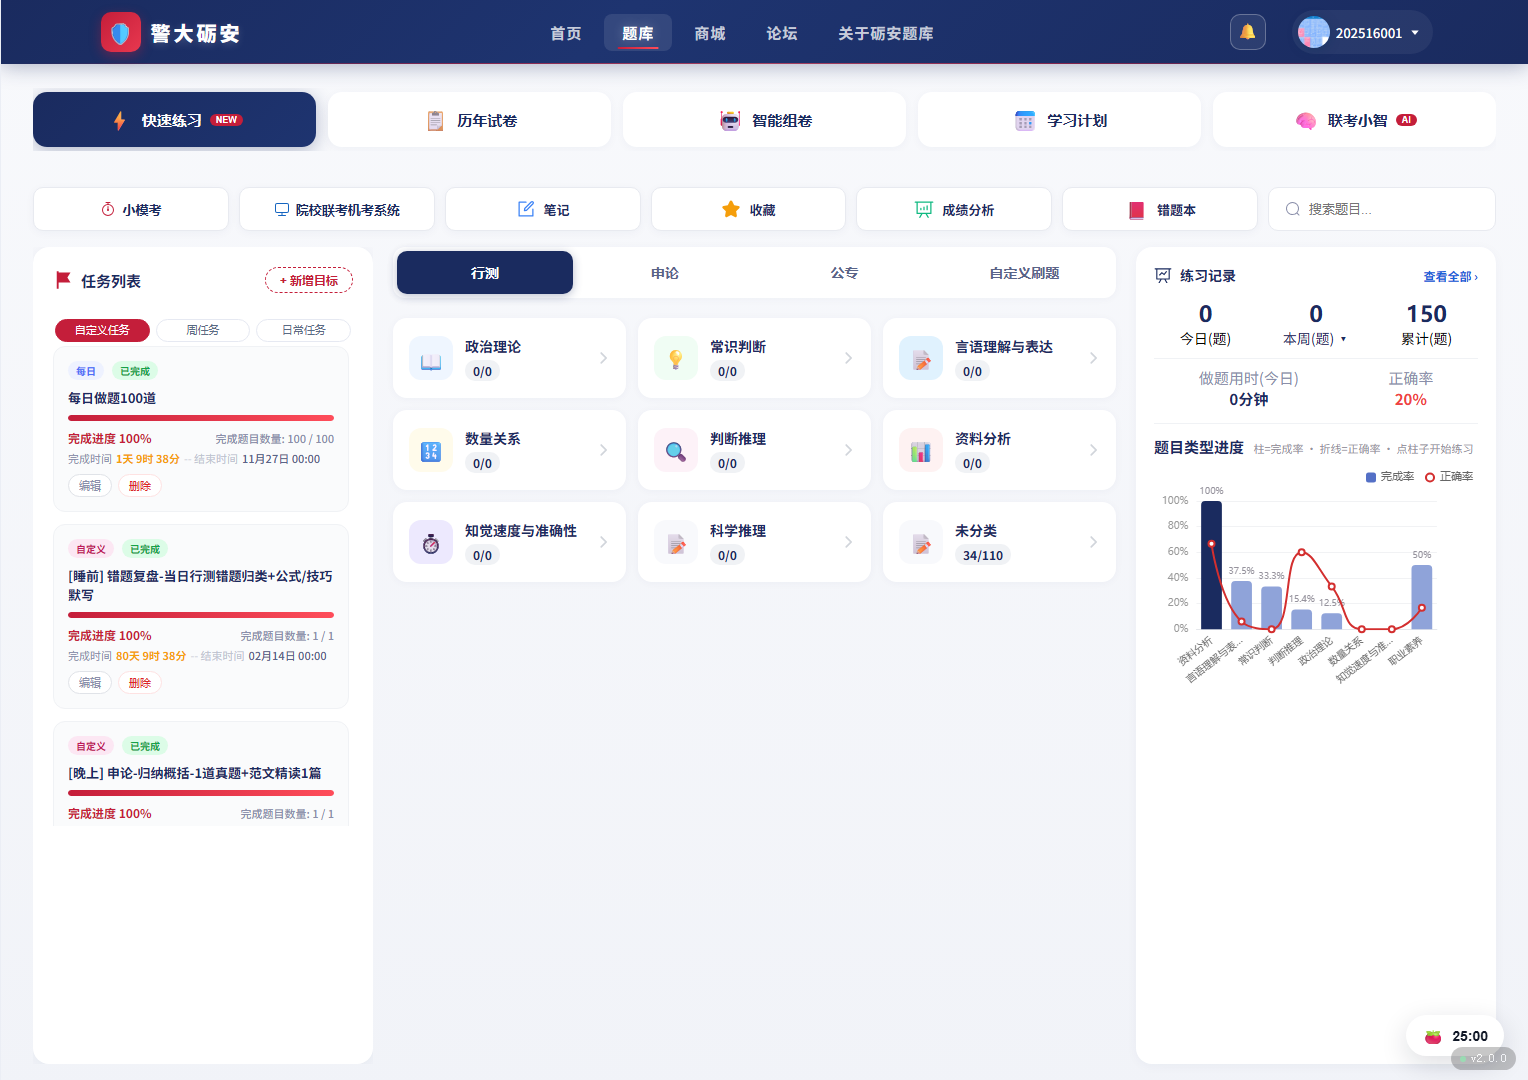 警大砺安
首页
题库
商城
论坛
关于砺安题库
202516001
快速练习 NEW
历年试卷
智能组卷
学习计划
联考小智 AI
小模考
院校联考机考系统
笔记
收藏
成绩分析
错题本
搜索题目...
任务列表
+ 新增目标
自定义任务
周任务
日常任务
每日 已完成
每日做题100道
完成进度 100%
完成题目数量: 100 / 100
完成时间 1天 9时 38分 -- 结束时间 11月27日 00:00
编辑 删除
自定义 已完成
[睡前] 错题复盘-当日行测错题归类+公式/技巧
默写
完成进度 100%
完成题目数量: 1 / 1
完成时间 80天 9时 38分 -- 结束时间 02月14日 00:00
编辑 删除
自定义 已完成
[晚上] 申论-归纳概括-1道真题+范文精读1篇
完成进度 100%
完成题目数量: 1 / 1
行测
申论
公专
自定义刷题
政治理论
0/0
常识判断
0/0
言语理解与表达
0/0
数量关系
0/0
判断推理
0/0
资料分析
0/0
知觉速度与准确性
0/0
科学推理
0/0
未分类
34/110
练习记录
查看全部 ›
0
今日(题)
0
本周(题) ▾
150
累计(题)
做题用时(今日)
0分钟
正确率
20%
题目类型进度 柱=完成率 · 折线=正确率 · 点柱子开始练习
完成率 正确率
100%
80%
60%
40%
20%
0%
100%
37.5%
33.3%
15.4%
12.5%
50%
资料分析
言语理解与表...
常识判断
判断推理
政治理论
数量关系
知觉速度与准...
职业素养
25:00
v2.0.0